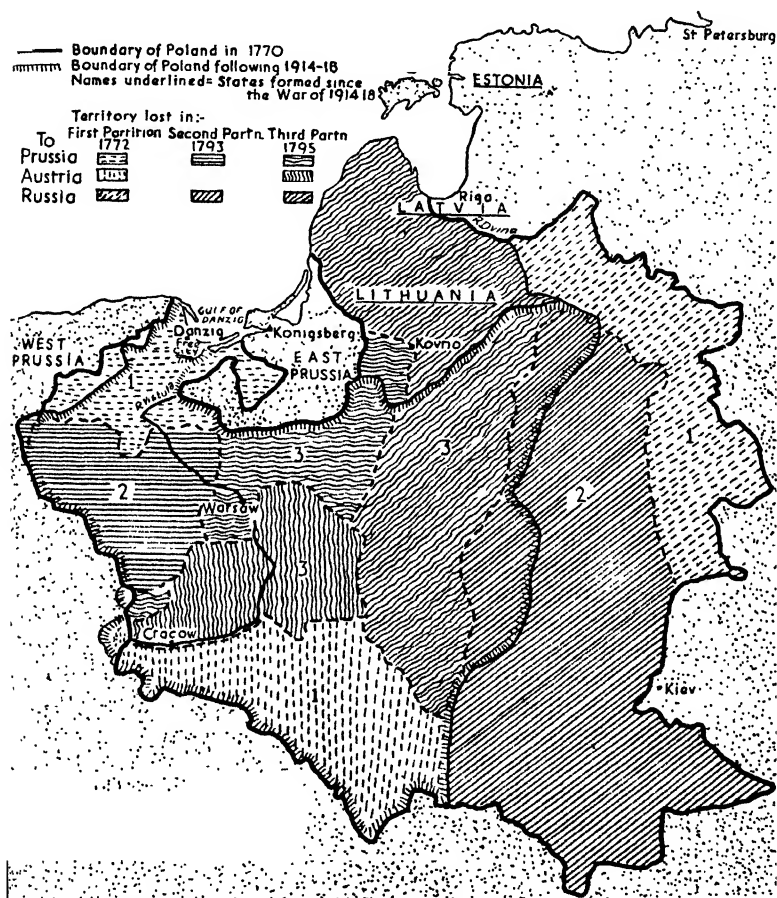 Boundary of Poland in 1770
Boundary of Poland following 1914-18
Names underlined = States formed since
the War of 1914 18
Territory lost in:-
To First Partition Second Partn. Third Partn
1772 1793 1795
Prussia
Austria
Russia
St Petersburg
ESTONIA
Riga
LATVIA
R. Dvina
LITHUANIA
GULF OF
DANZIG
Danzig
Free
Konigsberg
Kovno
WEST
PRUSSIA
EAST
PRUSSIA
1
R. Vistula
3
3
1
2
2
Warsaw
3
Cracow
1
Kiev